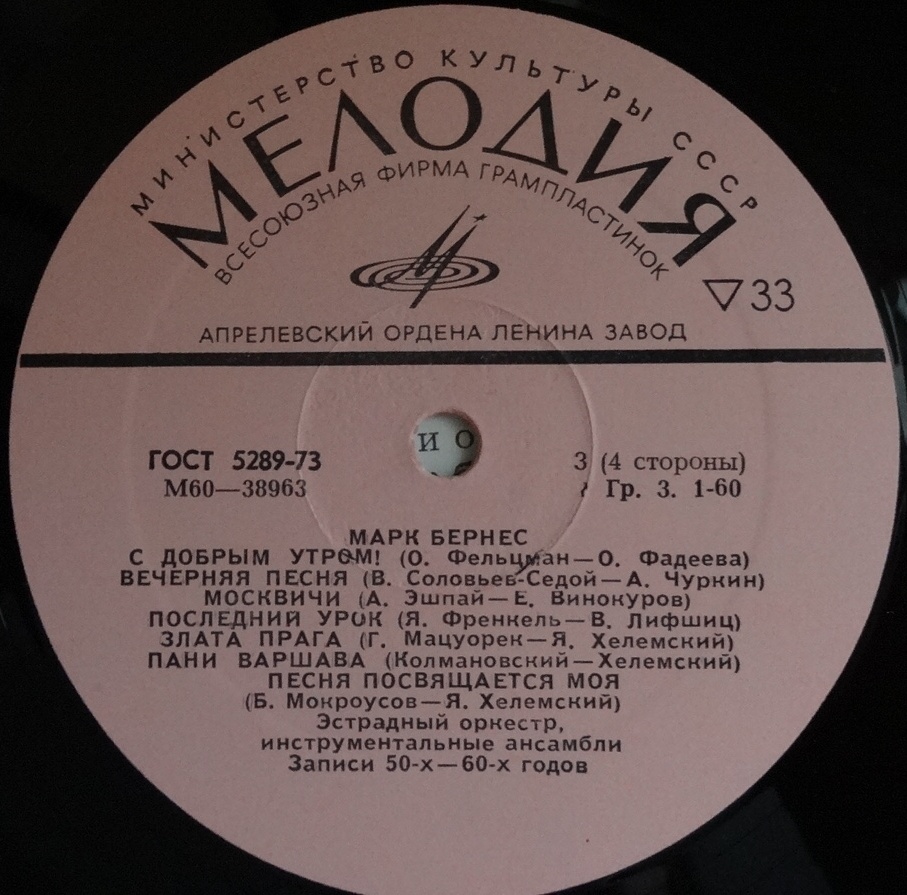 МИНИСТЕРСТВО КУЛЬТУРЫ СССР
МЕЛОДИЯ
ВСЕСОЮЗНАЯ ФИРМА ГРАМПЛАСТИНОК
33
АПРЕЛЕВСКИЙ ОРДЕНА ЛЕНИНА ЗАВОД
и о
ГОСТ 5289-73 3 (4 стороны)
М60—38963 Гр. 3. 1-60
МАРК БЕРНЕС
С ДОБРЫМ УТРОМ! (О. Фельцман—О. Фадеева)
ВЕЧЕРНЯЯ ПЕСНЯ (В. Соловьев-Седой—А. Чуркин)
МОСКВИЧИ (А. Эшпай—Е. Винокуров)
ПОСЛЕДНИЙ УРОК (Я. Френкель—В. Лифшиц)
ЗЛАТА ПРАГА (Г. Мацуорек—Я. Хелемский)
ПАНИ ВАРШАВА (Колмановский—Хелемский)
ПЕСНЯ ПОСВЯЩАЕТСЯ МОЯ
(Б. Мокроусов—Я. Хелемский)
Эстрадный оркестр,
инструментальные ансамбли
Записи 50-х—60-х годов